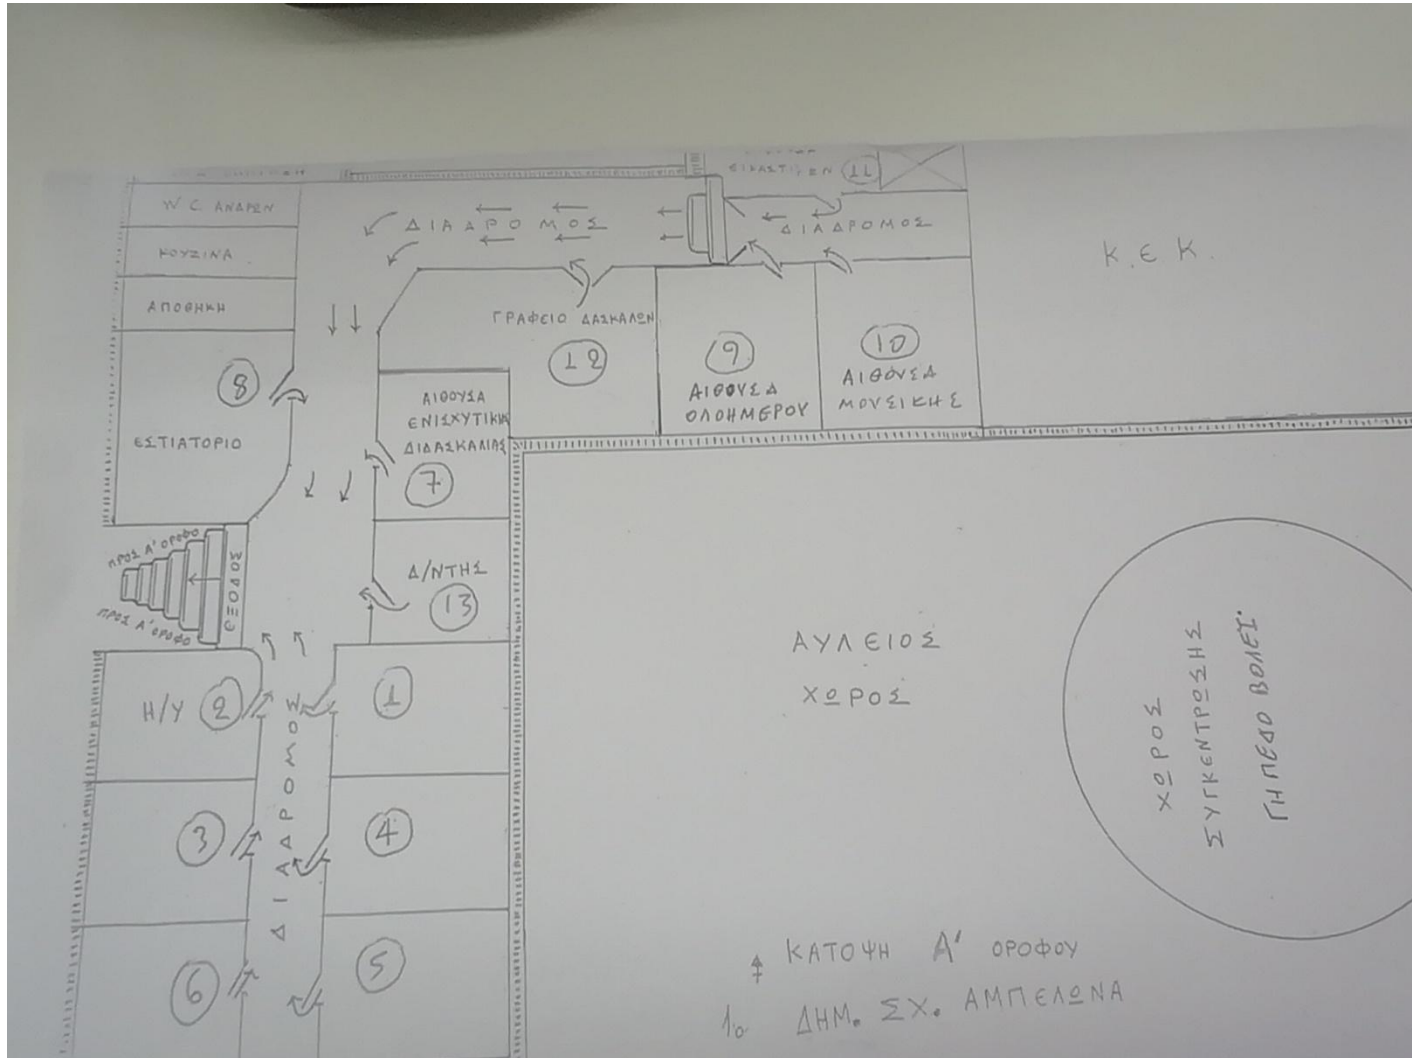 W C ΑΝΔΡΩΝ
ΚΟΥΖΙΝΑ
ΑΠΟΘΗΚΗ
8
ΕΣΤΙΑΤΟΡΙΟ
ΔΙΑΔΡΟΜΟΣ
ΕΙΚΑΣΤΙΚΩΝ 11
ΔΙΑΔΡΟΜΟΣ
Κ.Ε.Κ.
ΓΡΑΦΕΙΟ ΔΑΣΚΑΛΩΝ
12
9
ΑΙΘΟΥΣΑ
ΟΛΟΗΜΕΡΟΥ
10
ΑΙΘΟΥΣΑ
ΜΟΥΣΙΚΗΣ
ΑΙΘΟΥΣΑ
ΕΝΙΣΧΥΤΙΚΗΣ
ΔΙΔΑΣΚΑΛΙΑΣ
7
Δ/ΝΤΗΣ
13
ΠΡΟΣ Α' ΟΡΟΦΟ
ΠΡΟΣ Α' ΟΡΟΦΟ
ΕΞΟΔΟΣ
Η/Υ 2
1
ΔΙΑΔΡΟΜΟΣ
3
4
6
5
ΑΥΛΕΙΟΣ
ΧΩΡΟΣ
ΧΩΡΟΣ
ΣΥΓΚΕΝΤΡΩΣΗΣ
ΓΗΠΕΔΟ ΒΟΛΕΪ.
ΚΑΤΟΨΗ Α' ΟΡΟΦΟΥ
1ο ΔΗΜ. ΣΧ. ΑΜΠΕΛΩΝΑ